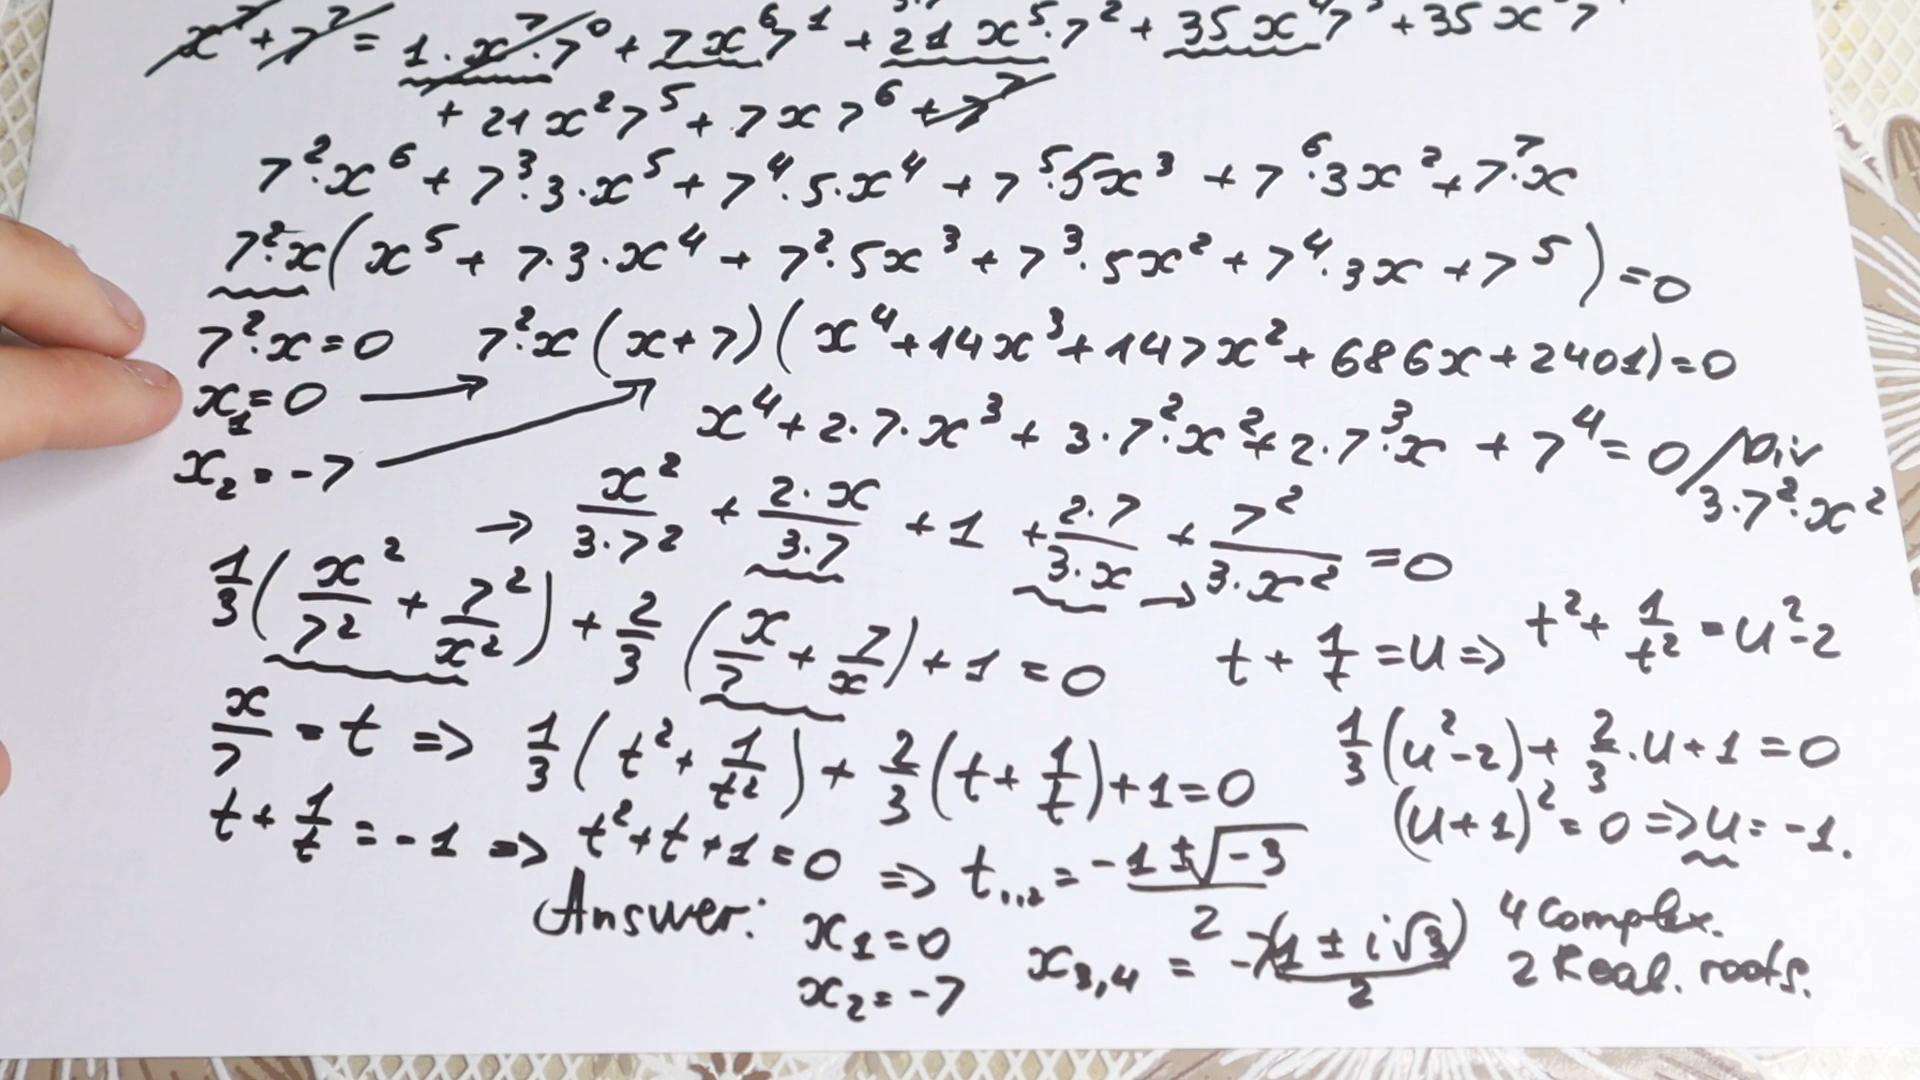 x⁷ + 7⁷ = 1 · x⁷ · 7⁰ + 7x⁶7¹ + 21 x⁵ · 7² + 35x⁴7³ + 35x³7⁴
+ 21x²7⁵ + 7x7⁶ + 7⁷
7² · x⁶ + 7³ · 3 · x⁵ + 7⁴ · 5 · x⁴ + 7⁵ · 5x³ + 7⁶ · 3x² + 7⁷ · x
7² · x(x⁵ + 7 · 3 · x⁴ + 7² · 5x³ + 7³ · 5x² + 7⁴ · 3x + 7⁵) = 0
7² · x = 0 7² · x(x + 7)(x⁴ + 14x³ + 147x² + 686x + 2401) = 0
x₁ = 0 →
x⁴ + 2 · 7 · x³ + 3 · 7² · x² + 2 · 7³ · x + 7⁴ = 0 / Div 3 · 7² · x²
x₂ = -7 →
→ x²/(3 · 7²) + (2 · x)/(3 · 7) + 1 + (2 · 7)/(3 · x) + 7²/(3 · x²) = 0 →
1/3(x²/7² + 7²/x²) + 2/3(x/7 + 7/x) + 1 = 0
t + 1/t = u => t² + 1/t² = u² - 2
x/7 = t => 1/3(t² + 1/t²) + 2/3(t + 1/t) + 1 = 0
1/3(u² - 2) + 2/3 · u + 1 = 0
(u + 1)² = 0 => u = -1.
t + 1/t = -1 => t² + t + 1 = 0 => t₁,₂ = (-1 ± √-3)/2
Answer: x₁ = 0
x₂ = -7
x₃,₄ = -7(1 ± i√3)/2
4 Complex.
2 Real. roots.